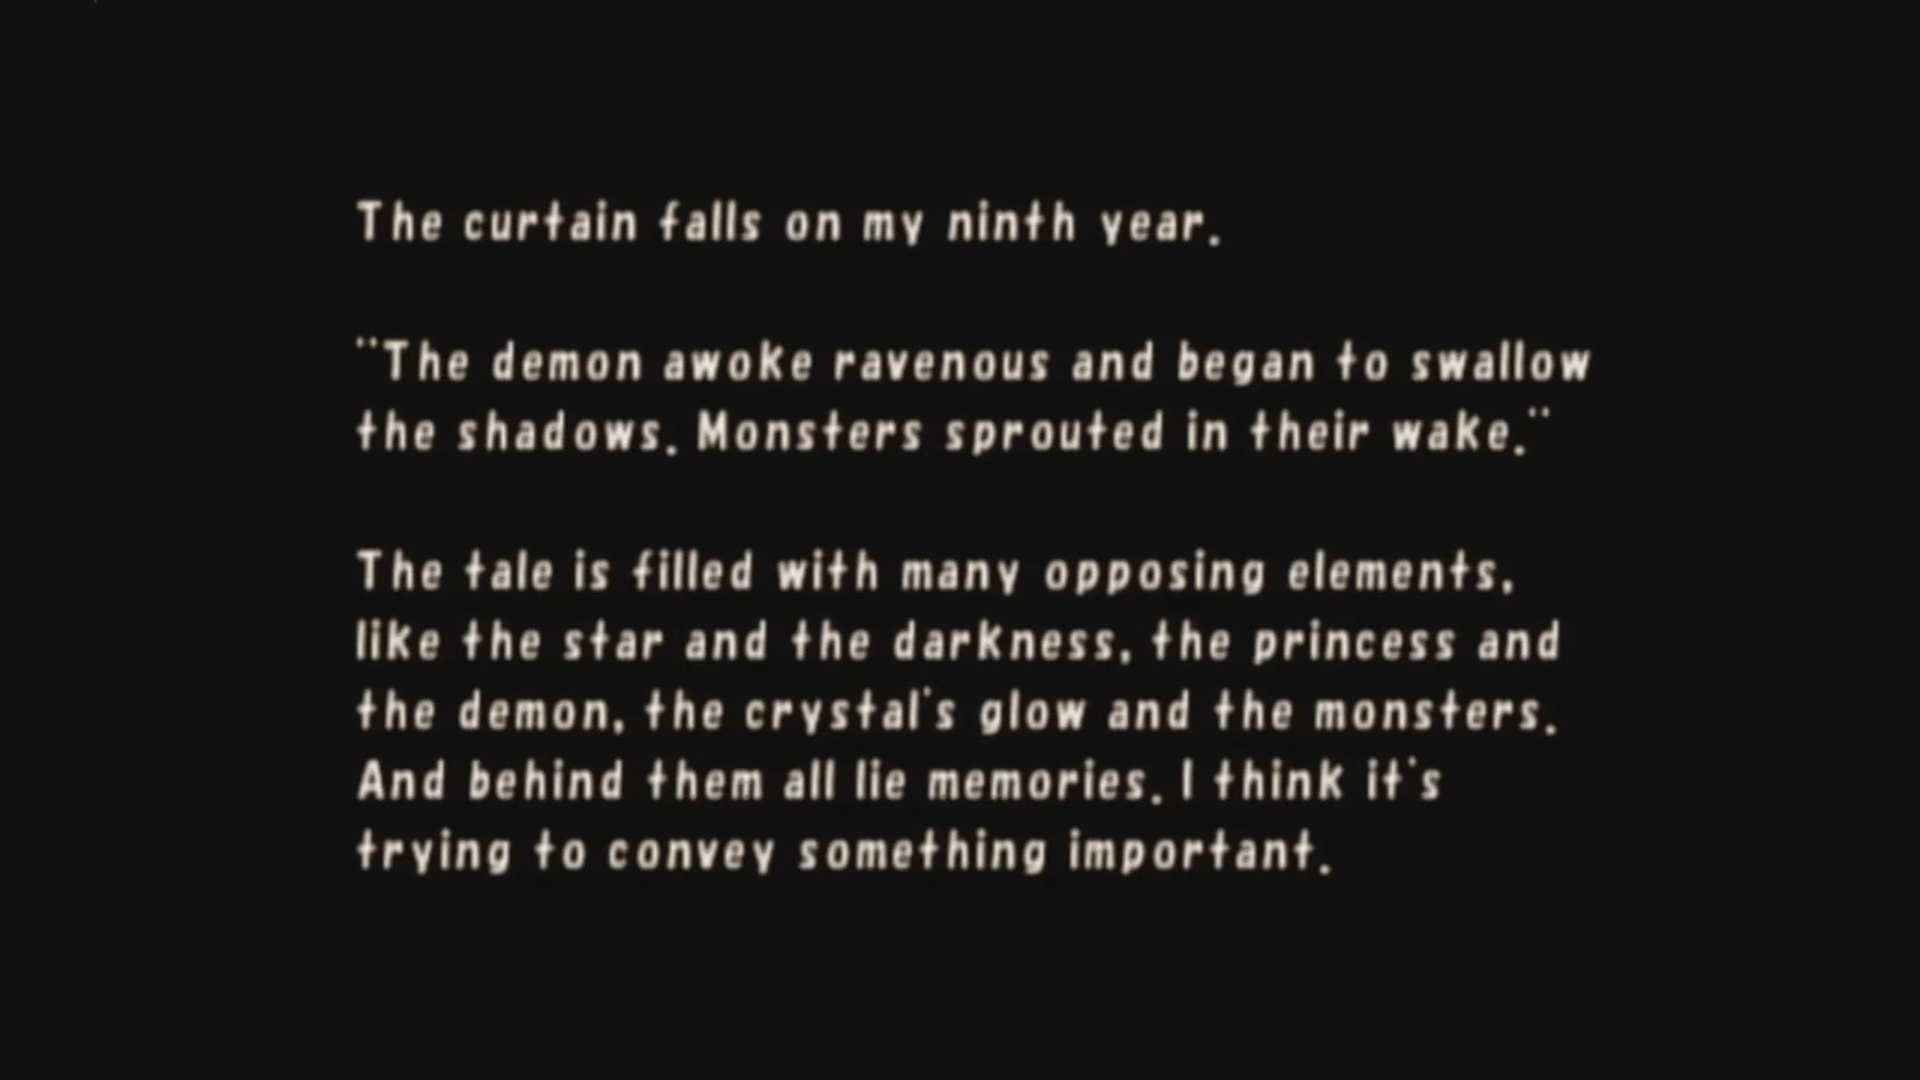 The curtain falls on my ninth year.
"The demon awoke ravenous and began to swallow
the shadows. Monsters sprouted in their wake."
The tale is filled with many opposing elements,
like the star and the darkness, the princess and
the demon, the crystal's glow and the monsters.
And behind them all lie memories. I think it's
trying to convey something important.